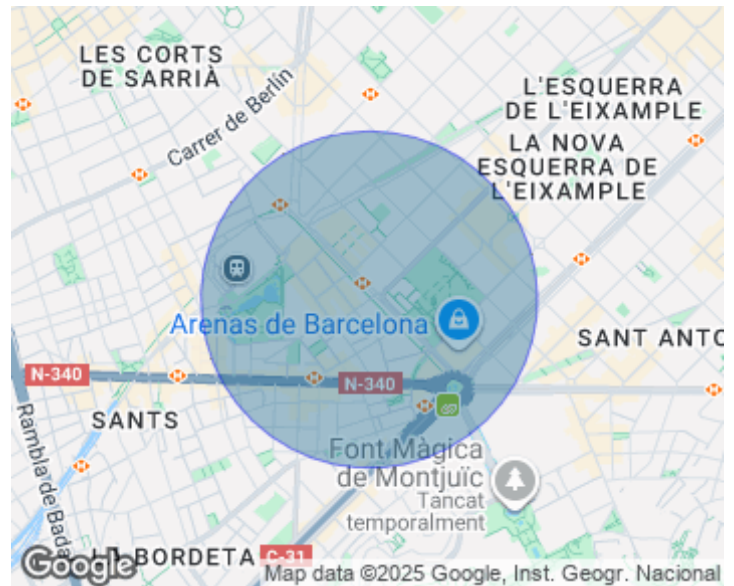 LES CORTS
DE SARRIÀ
Carrer de Berlín
L'ESQUERRA
DE L'EIXAMPLE
LA NOVA
ESQUERRA DE
L'EIXAMPLE
Arenas de Barcelona
SANT ANTO
N-340
N-340
SANTS
Rambla de Bada
Font Màgica
de Montjuïc
Tancat
temporalment
BORDETA
C-31
Google
Map data ©2025 Google, Inst. Geogr. Nacional